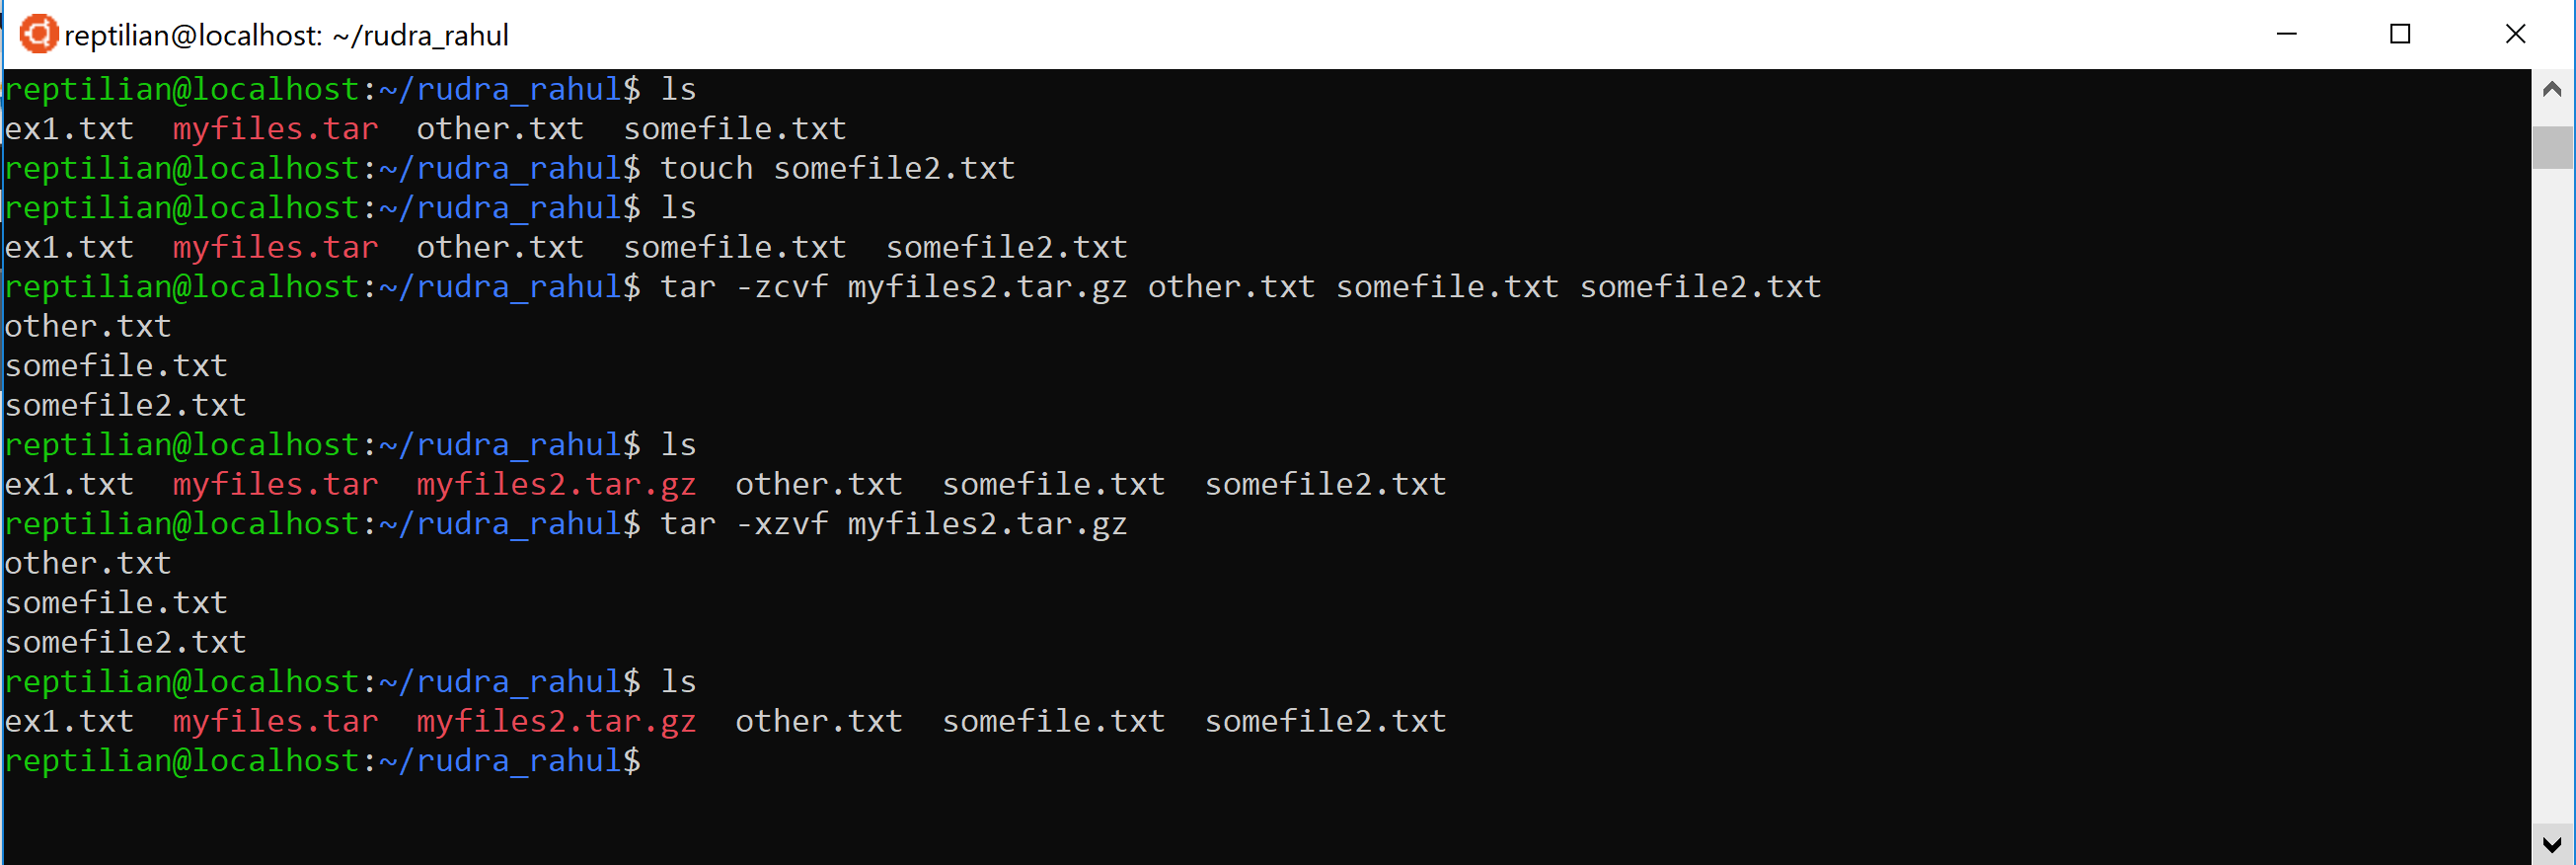 reptilian@localhost: ~/rudra_rahul
reptilian@localhost:~/rudra_rahul$ ls
ex1.txt  myfiles.tar  other.txt  somefile.txt
reptilian@localhost:~/rudra_rahul$ touch somefile2.txt
reptilian@localhost:~/rudra_rahul$ ls
ex1.txt  myfiles.tar  other.txt  somefile.txt  somefile2.txt
reptilian@localhost:~/rudra_rahul$ tar -zcvf myfiles2.tar.gz other.txt somefile.txt somefile2.txt
other.txt
somefile.txt
somefile2.txt
reptilian@localhost:~/rudra_rahul$ ls
ex1.txt  myfiles.tar  myfiles2.tar.gz  other.txt  somefile.txt  somefile2.txt
reptilian@localhost:~/rudra_rahul$ tar -xzvf myfiles2.tar.gz
other.txt
somefile.txt
somefile2.txt
reptilian@localhost:~/rudra_rahul$ ls
ex1.txt  myfiles.tar  myfiles2.tar.gz  other.txt  somefile.txt  somefile2.txt
reptilian@localhost:~/rudra_rahul$